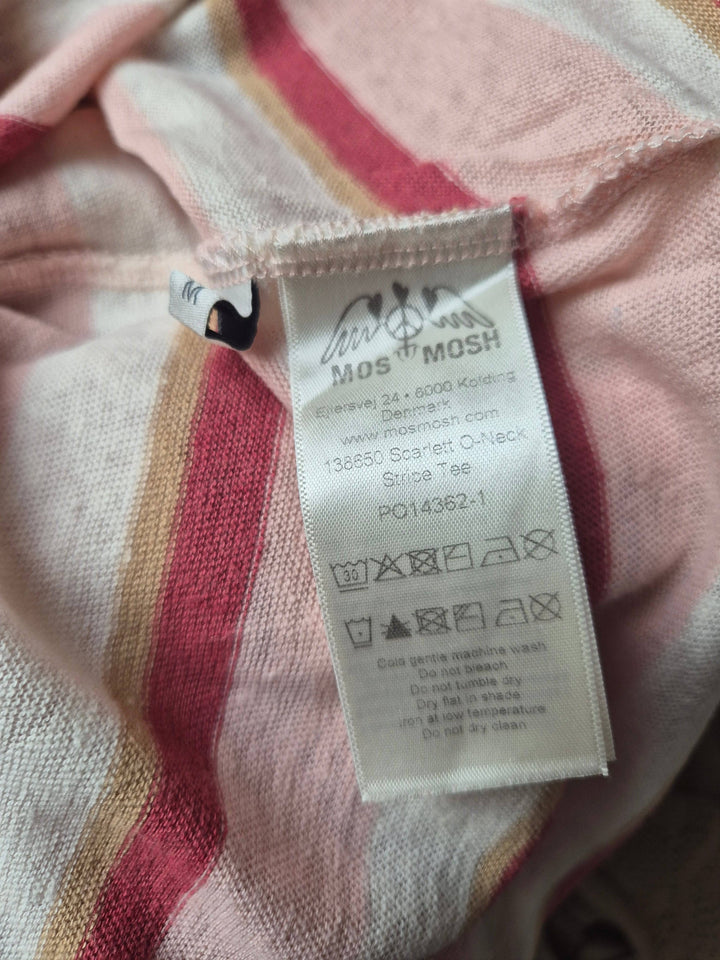 M
MOS MOSH
Ejlersvej 24 • 6000 Kolding
Denmark
www.mosmosh.com
138650 Scarlett O-Neck
Stripe Tee
PO14362-1
30
Cold gentle machine wash
Do not bleach
Do not tumble dry
Dry flat in shade
Iron at low temperature
Do not dry clean